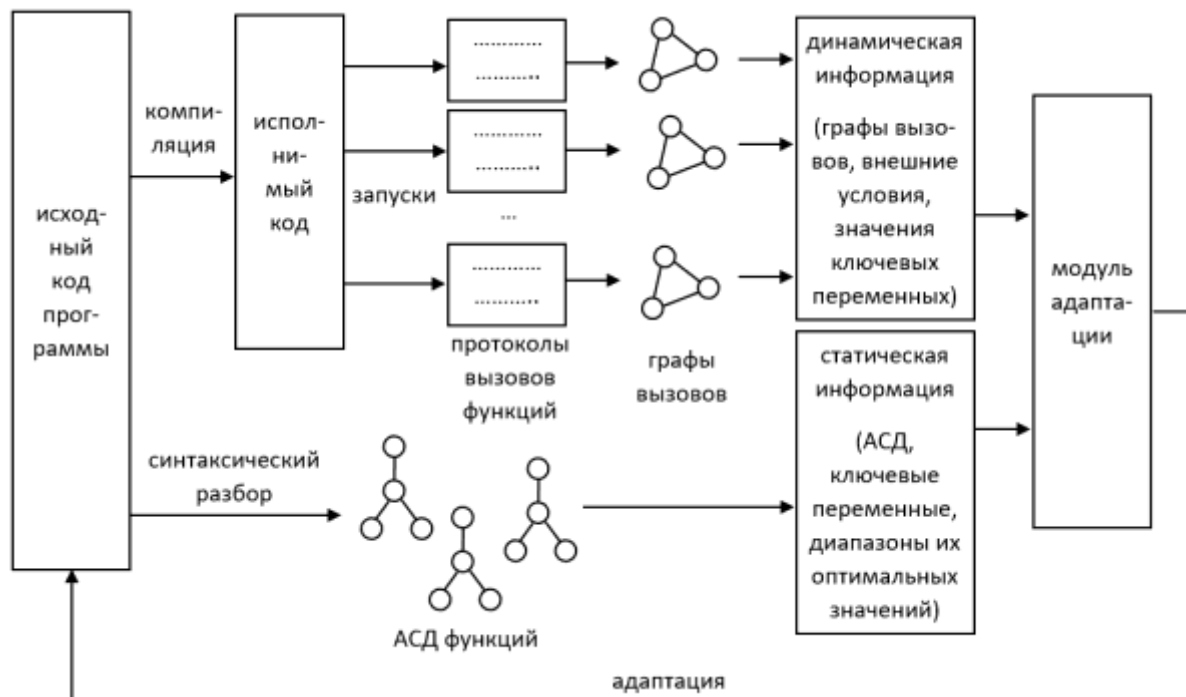 исход-
ный
код
прог-
раммы
компи-
ляция
испол-
ни-
мый
код
запуски
............
...........
............
...........
...
............
...........
протоколы
вызовов
функций
графы
вызовов
динамическая
информация
(графы вызо-
вов, внешние
условия,
значения
ключевых
переменных)
модуль
адапта-
ции
синтаксический
разбор
АСД функций
статическая
информация
(АСД,
ключевые
переменные,
диапазоны их
оптимальных
значений)
адаптация